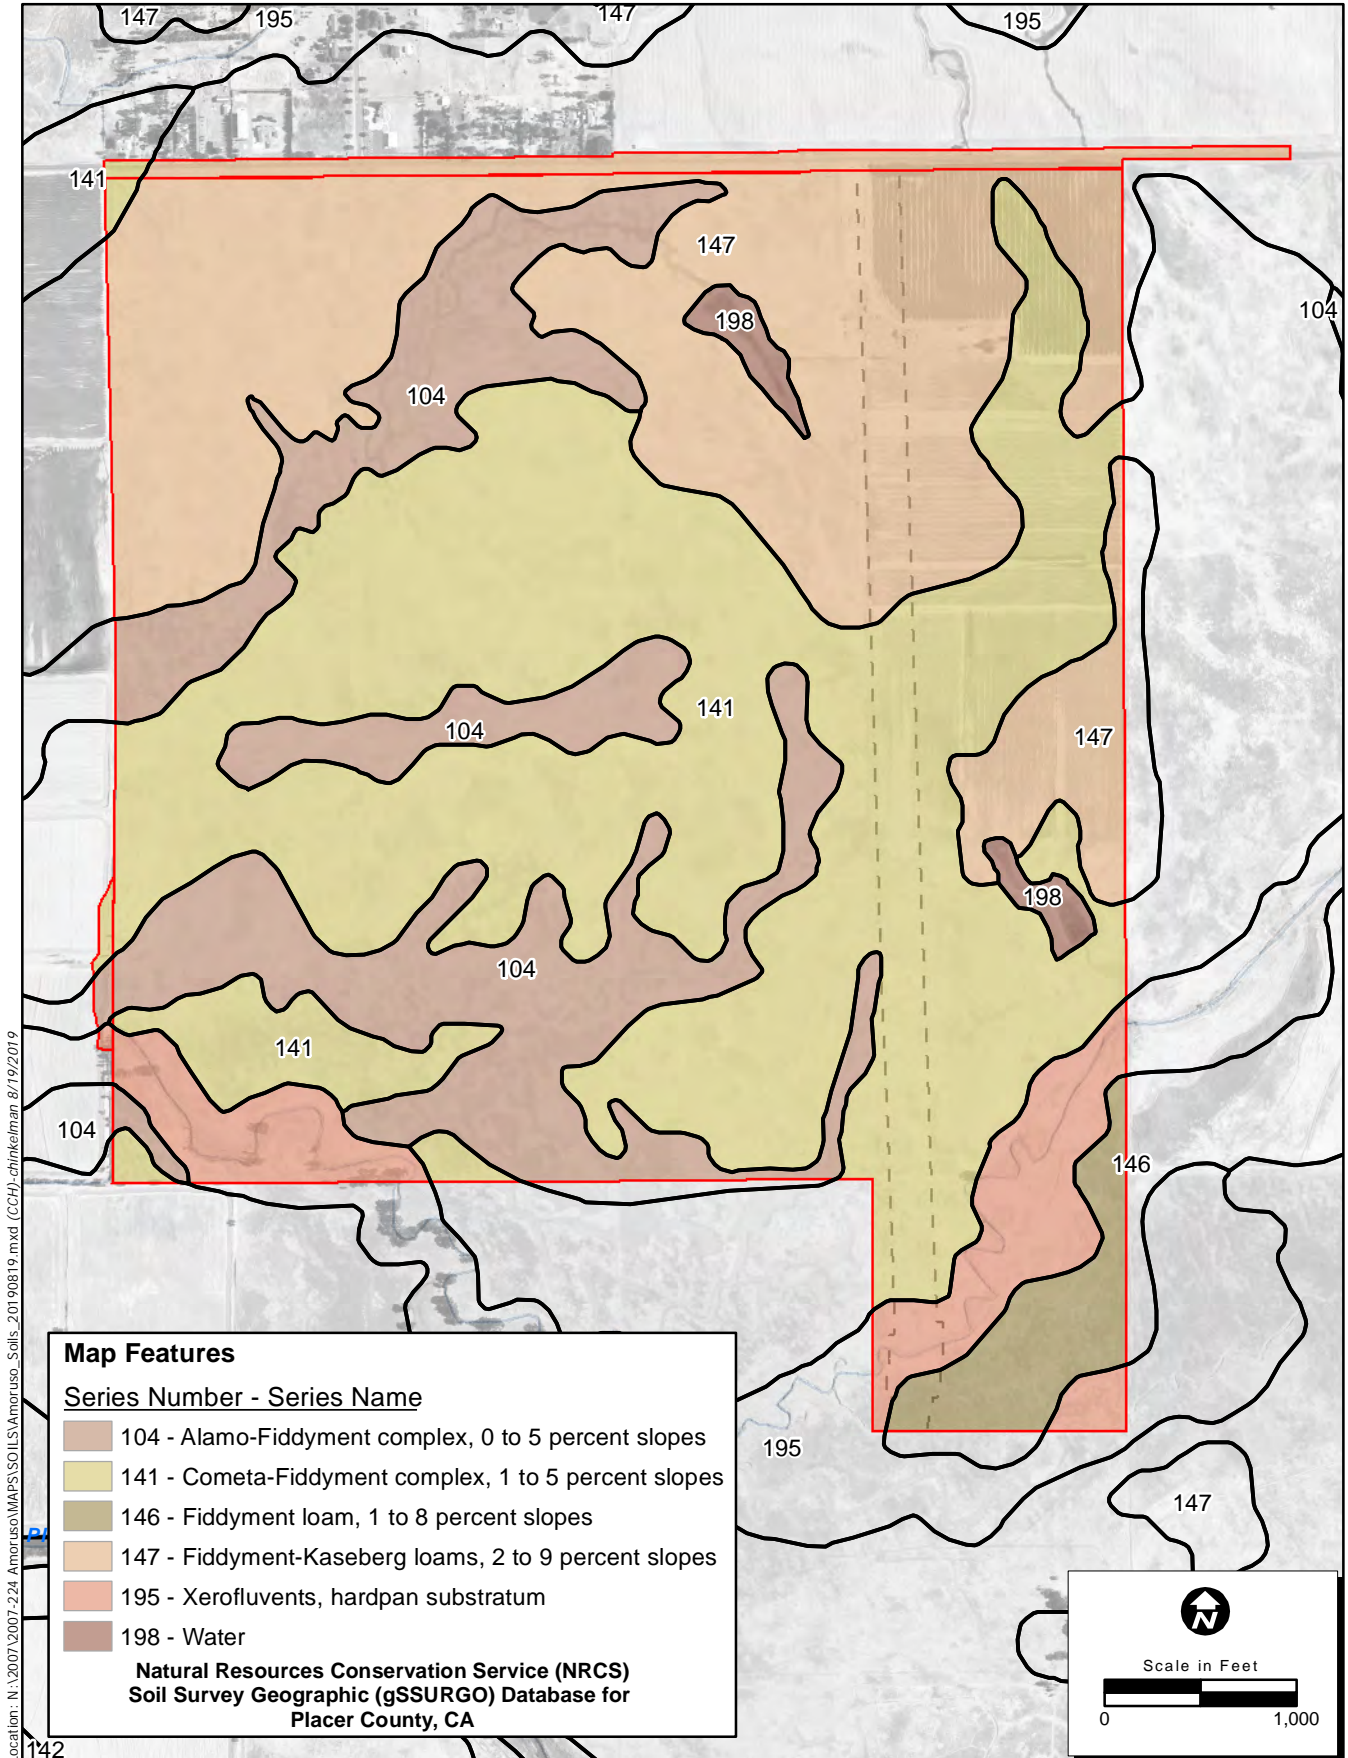 147
195
147
195
141
147
104
198
104
104
141
147
198
104
141
104
146
195
147
142
Map Features
Series Number - Series Name
104 - Alamo-Fiddyment complex, 0 to 5 percent slopes
141 - Cometa-Fiddyment complex, 1 to 5 percent slopes
146 - Fiddyment loam, 1 to 8 percent slopes
147 - Fiddyment-Kaseberg loams, 2 to 9 percent slopes
195 - Xerofluvents, hardpan substratum
198 - Water
Natural Resources Conservation Service (NRCS)
Soil Survey Geographic (gSSURGO) Database for
Placer County, CA
N
Scale in Feet
0 1,000
N:\2007\2007-224 Amoruso\MAPS\SOILS\Amoruso_Soils_20190819.mxd (CCH)-chinkelman 8/19/2019